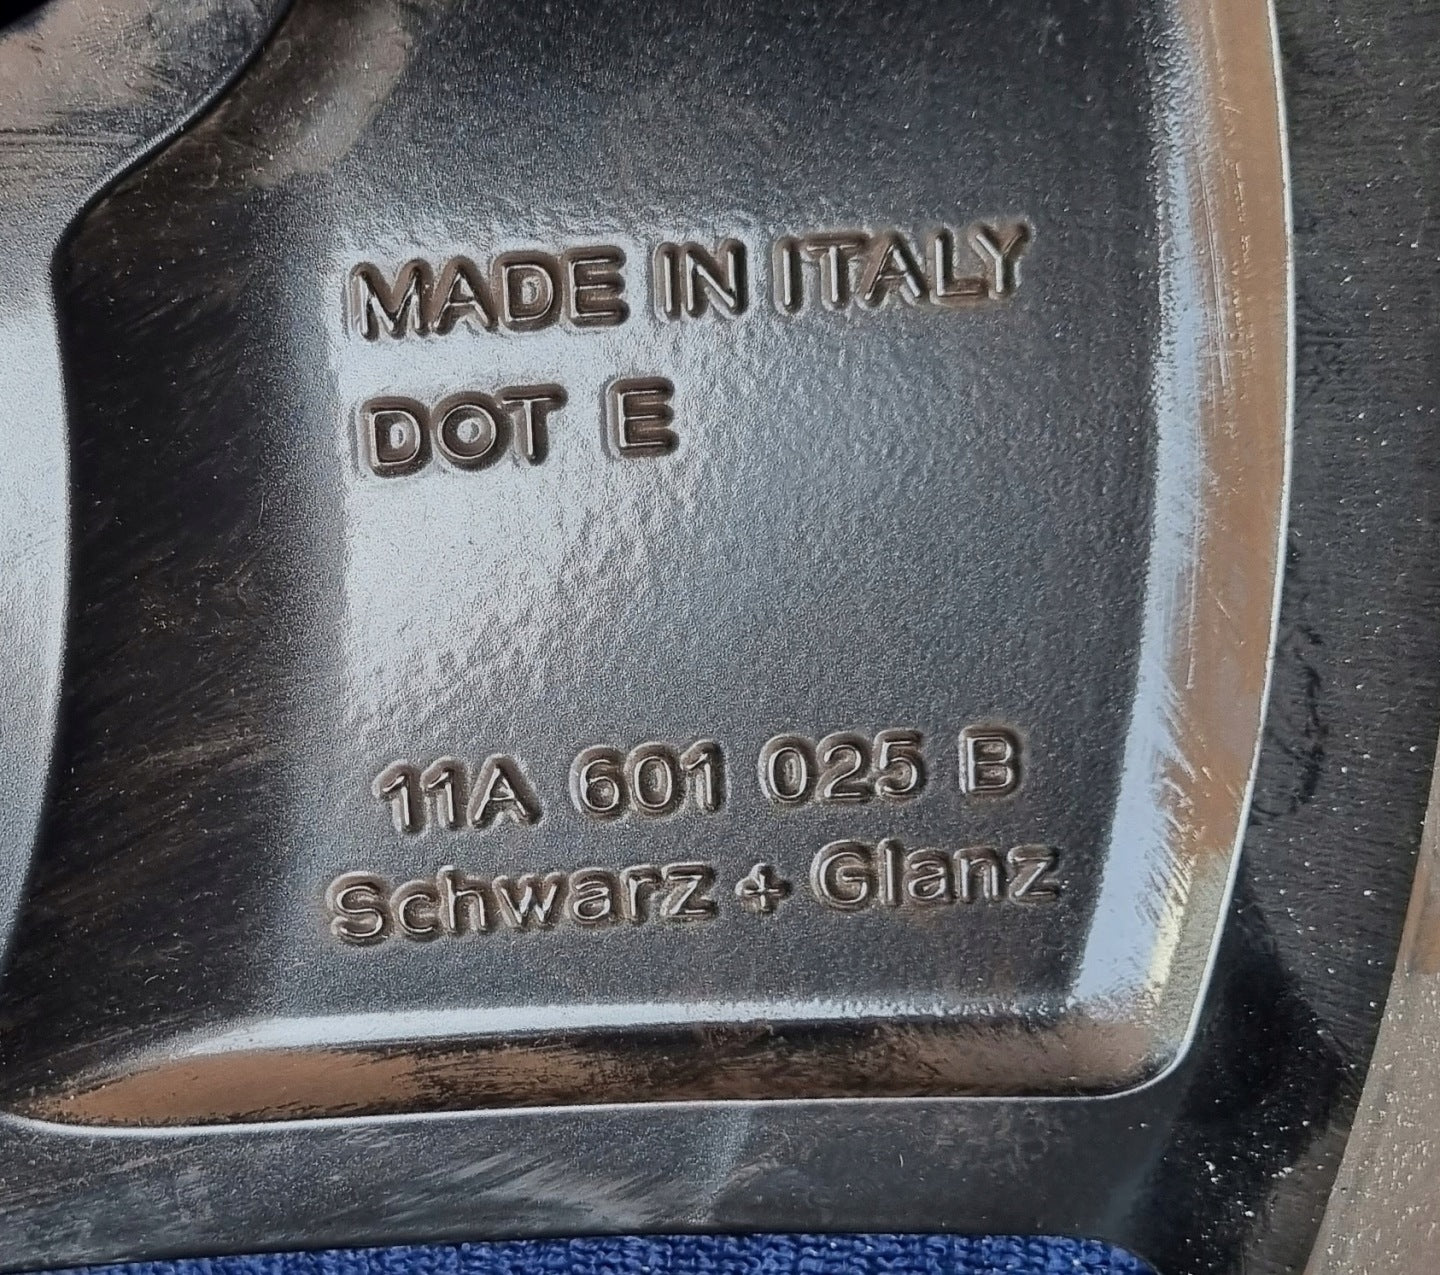 MADE IN ITALY
DOT E
11A 601 025 B
Schwarz + Glanz